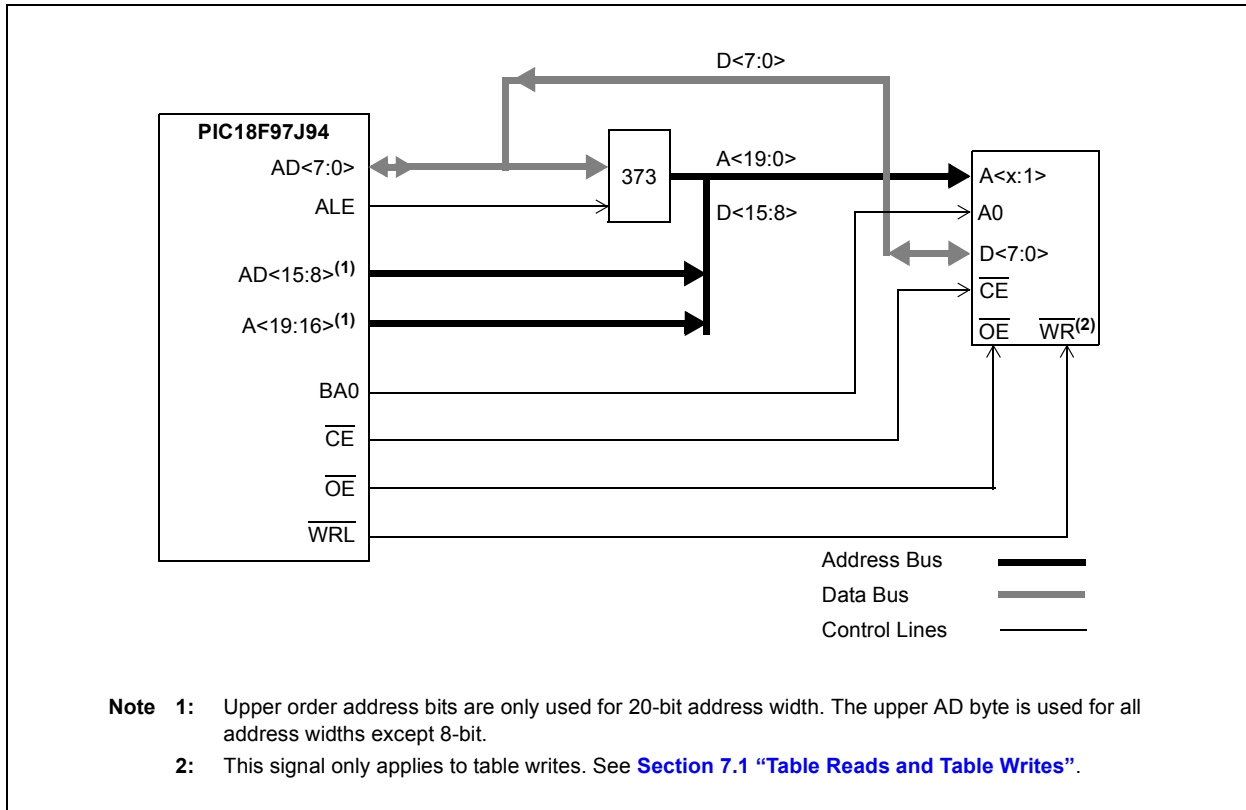 D<7:0>
PIC18F97J94
AD<7:0>
ALE
AD<15:8>(1)
A<19:16>(1)
BA0
CE
OE
WRL
373
A<19:0>
D<15:8>
A<x:1>
A0
D<7:0>
CE
OE WR(2)
Address Bus
Data Bus
Control Lines
Note 1: Upper order address bits are only used for 20-bit address width. The upper AD byte is used for all
address widths except 8-bit.
2: This signal only applies to table writes. See Section 7.1 “Table Reads and Table Writes”.